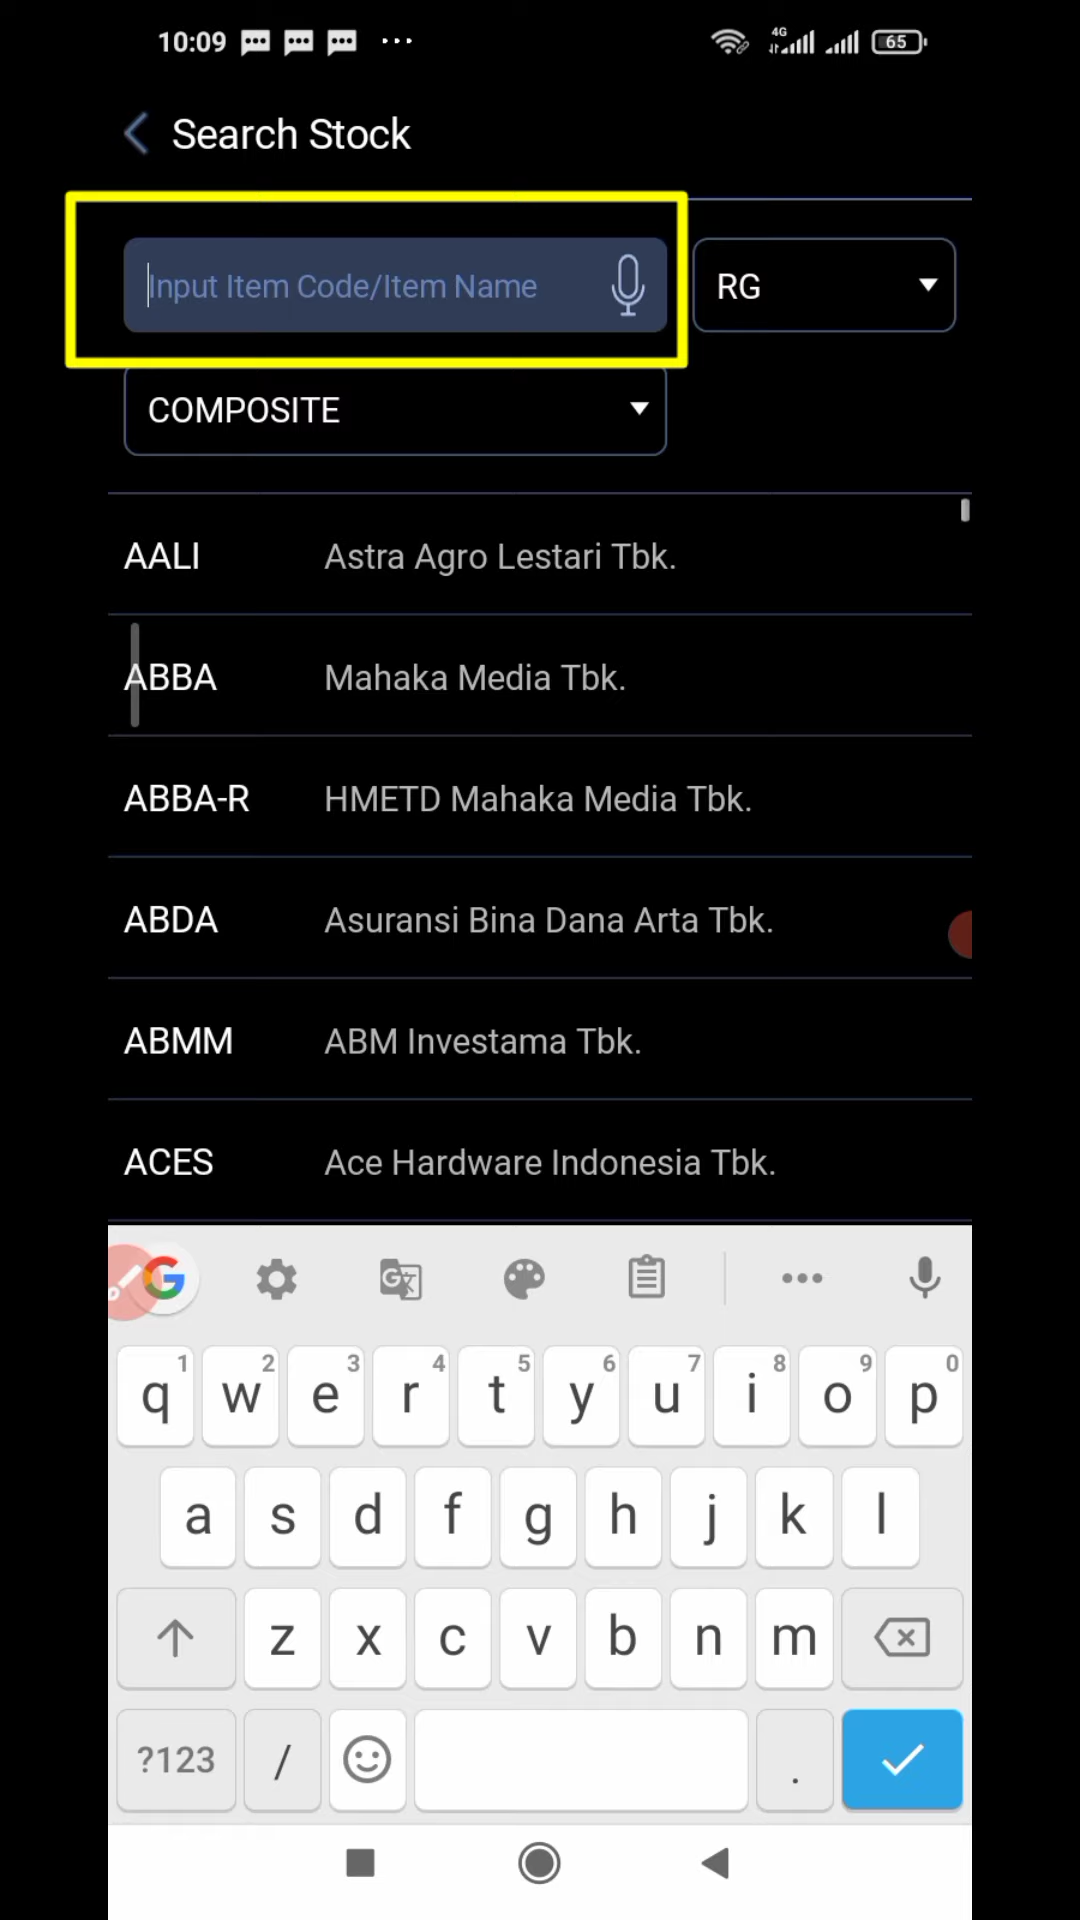 10:09 4G 65
Search Stock
Input Item Code/Item Name RG
COMPOSITE
AALI Astra Agro Lestari Tbk.
ABBA Mahaka Media Tbk.
ABBA-R HMETD Mahaka Media Tbk.
ABDA Asuransi Bina Dana Arta Tbk.
ABMM ABM Investama Tbk.
ACES Ace Hardware Indonesia Tbk.
1 2 3 4 5 6 7 8 9 0
q w e r t y u i o p
a s d f g h j k l
z x c v b n m
?123 / .